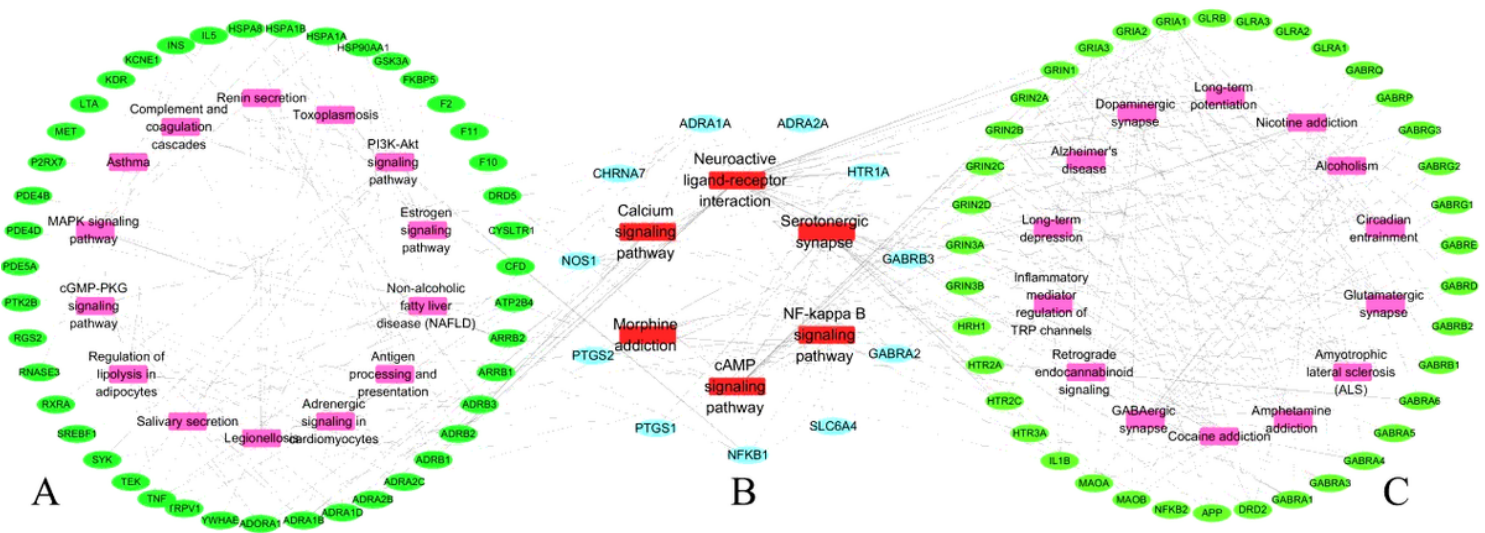 HSPA8
HSPA1B
HSPA1A
HSP90AA1
GSK3A
FKBP5
F2
F11
F10
DRD5
CYSLTR1
CFD
ATP2B4
ARRB2
ARRB1
ADRB3
ADRB2
ADRB1
ADRA2C
ADRA2B
ADRA1D
ADRA1B
ADORA1
YWHAE
TRPV1
TNF
TEK
SYK
SREBF1
RXRA
RNASE3
RGS2
PTK2B
PDE5A
PDE4D
PDE4B
P2RX7
MET
LTA
KDR
KCNE1
INS
IL5
Renin secretion
Toxoplasmosis
PI3K-Akt
signaling
pathway
Estrogen
signaling
pathway
Non-alcoholic
fatty liver
disease (NAFLD)
Antigen
processing and
presentation
Adrenergic
signaling in
cardiomyocytes
Legionellosis
Salivary secretion
Regulation of
lipolysis in
adipocytes
cGMP-PKG
signaling
pathway
MAPK signaling
pathway
Asthma
Complement and
coagulation
cascades
A
ADRA1A
ADRA2A
CHRNA7
HTR1A
NOS1
GABRB3
PTGS2
GABRA2
PTGS1
SLC6A4
NFKB1
Neuroactive
ligand-receptor
interaction
Calcium
signaling
pathway
Serotonergic
synapse
Morphine
addiction
NF-kappa B
signaling
pathway
cAMP
signaling
pathway
B
GRIA1
GLRB
GLRA3
GLRA2
GLRA1
GABRQ
GABRP
GABRG3
GABRG2
GABRG1
GABRE
GABRD
GABRB2
GABRB1
GABRA6
GABRA5
GABRA4
GABRA3
GABRA1
DRD2
APP
NFKB2
MAOB
MAOA
IL1B
HTR3A
HTR2C
HTR2A
HRH1
GRIN3B
GRIN3A
GRIN2D
GRIN2C
GRIN2B
GRIN2A
GRIN1
GRIA3
GRIA2
Long-term
potentiation
Nicotine addiction
Alcoholism
Circadian
entrainment
Glutamatergic
synapse
Amyotrophic
lateral sclerosis
(ALS)
Amphetamine
addiction
Cocaine addiction
GABAergic
synapse
Retrograde
endocannabinoid
signaling
Inflammatory
mediator
regulation of
TRP channels
Long-term
depression
Alzheimer's
disease
Dopaminergic
synapse
C